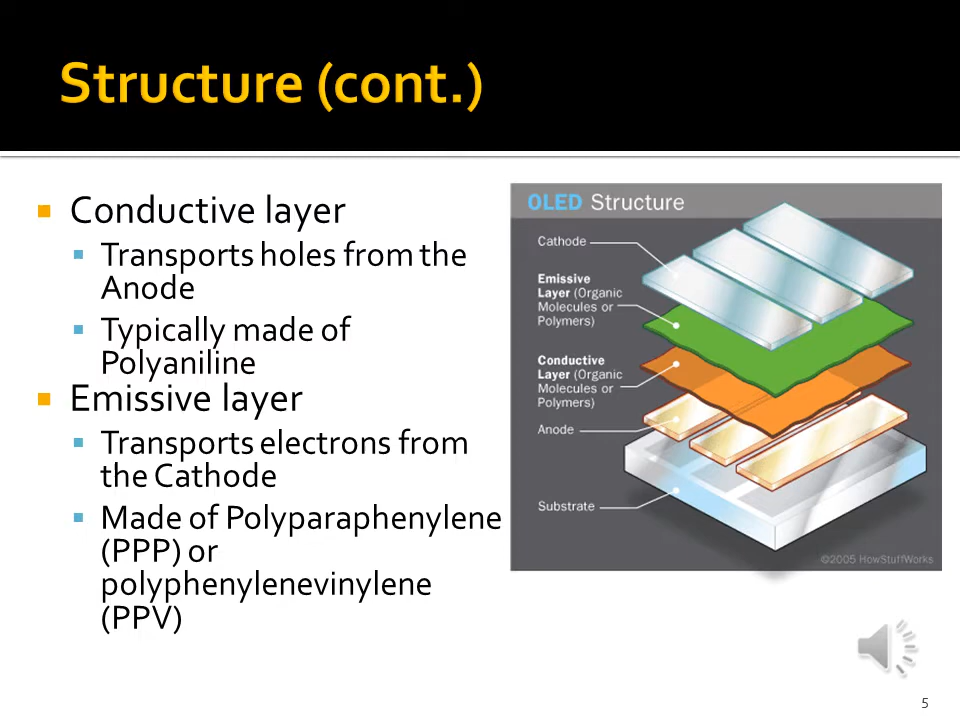 Structure (cont.)
Conductive layer
Transports holes from the
Anode
Typically made of
Polyaniline
Emissive layer
Transports electrons from
the Cathode
Made of Polyparaphenylene
(PPP) or
polyphenylenevinylene
(PPV)
OLED Structure
Cathode
Emissive
Layer (Organic
Molecules or
Polymers)
Conductive
Layer (Organic
Molecules or
Polymers)
Anode
Substrate
©2005 HowStuffWorks
5